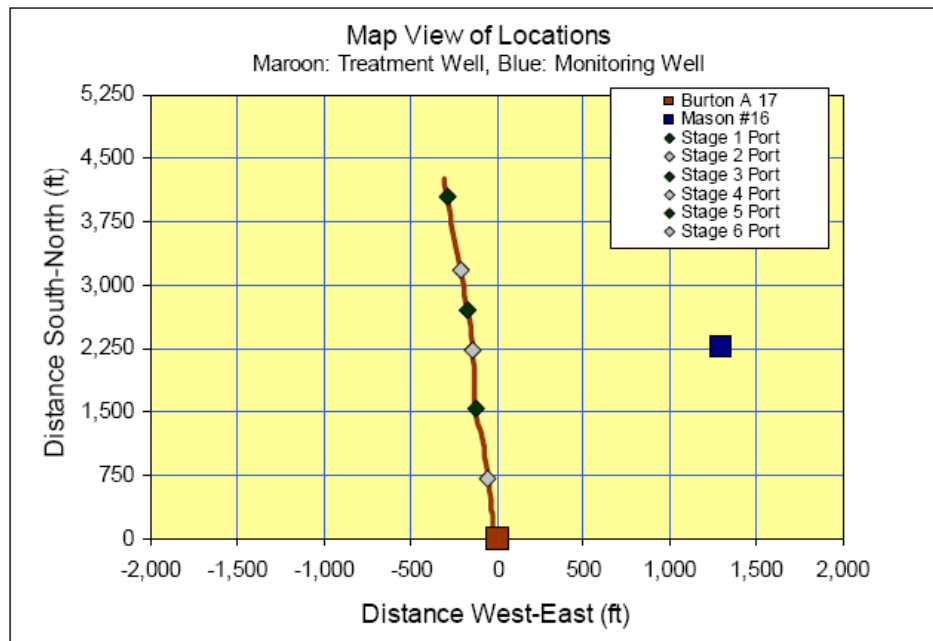 Map View of Locations
Maroon: Treatment Well, Blue: Monitoring Well
5,250
4,500
3,750
3,000
2,250
1,500
750
0
Distance South-North (ft)
Burton A 17
Mason #16
Stage 1 Port
Stage 2 Port
Stage 3 Port
Stage 4 Port
Stage 5 Port
Stage 6 Port
-2,000 -1,500 -1,000 -500 0 500 1,000 1,500 2,000
Distance West-East (ft)